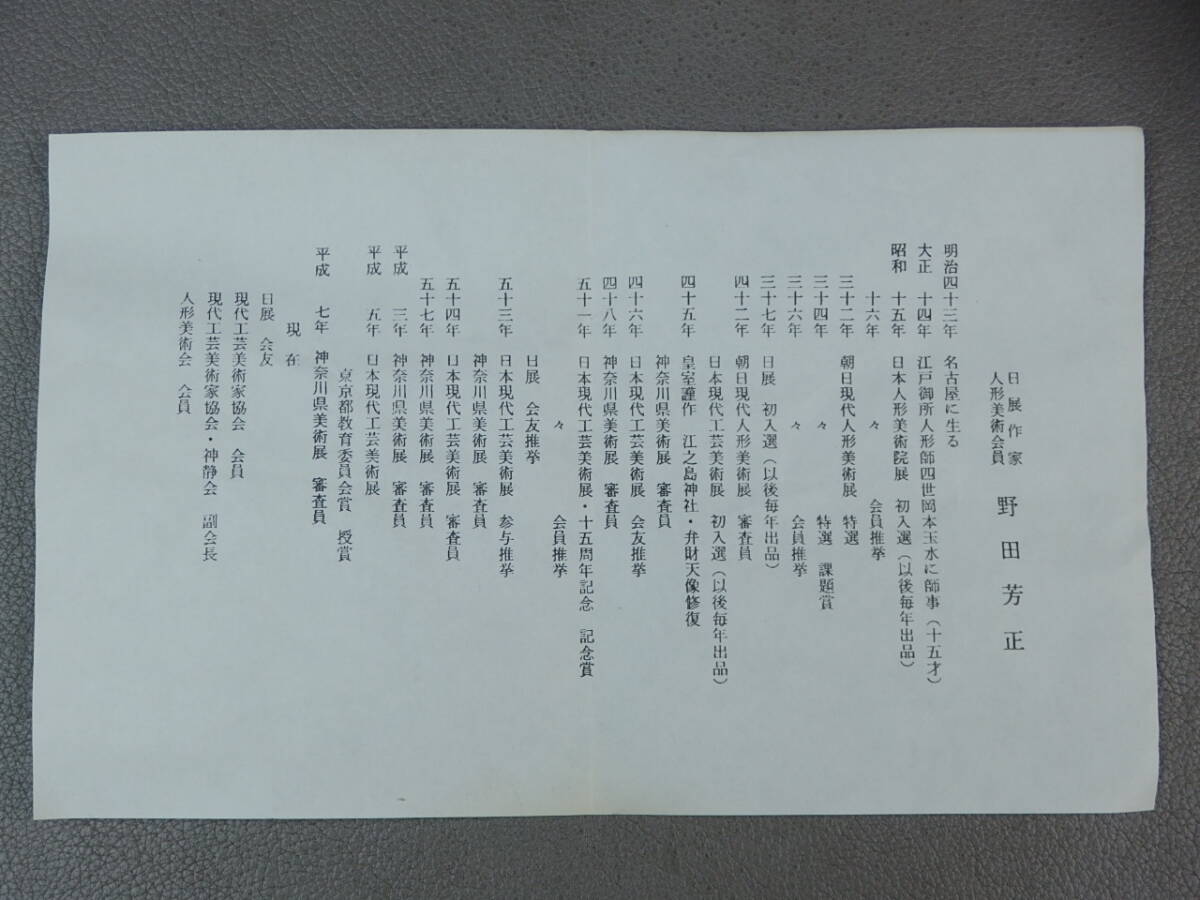 日展作家
人形美術会員
野田芳正
明治四十三年 名古屋に生る
大正 十四年 江戸御所人形師四世岡本玉水に師事(十五才)
昭和 十五年 日本人形美術院展 初入選(以後毎年出品)
十六年 々 会員推挙
三十二年 朝日現代人形美術展 特選
三十四年 々 特選 課題賞
三十六年 々 会員推挙
三十七年 日展 初入選(以後毎年出品)
四十二年 朝日現代人形美術展 審査員
日本現代工芸美術展 初入選(以後毎年出品)
四十五年 皇室謹作 江之島神社・弁財天像修復
神奈川県美術展 審査員
四十六年 日本現代工芸美術展 会友推挙
四十八年 神奈川県美術展 審査員
五十一年 日本現代工芸美術展・十五周年記念 記念賞
々 会員推挙
日展 会友推挙
五十三年 日本現代工芸美術展 参与推挙
神奈川県美術展 審査員
五十四年 日本現代工芸美術展 審査員
五十七年 神奈川県美術展 審査員
平成 三年 神奈川県美術展 審査員
平成 五年 日本現代工芸美術展
東京都教育委員会賞 授賞
平成 七年 神奈川県美術展 審査員
現在
日展 会友
現代工芸美術家協会 会員
現代工芸美術家協会・神静会 副会長
人形美術会 会員